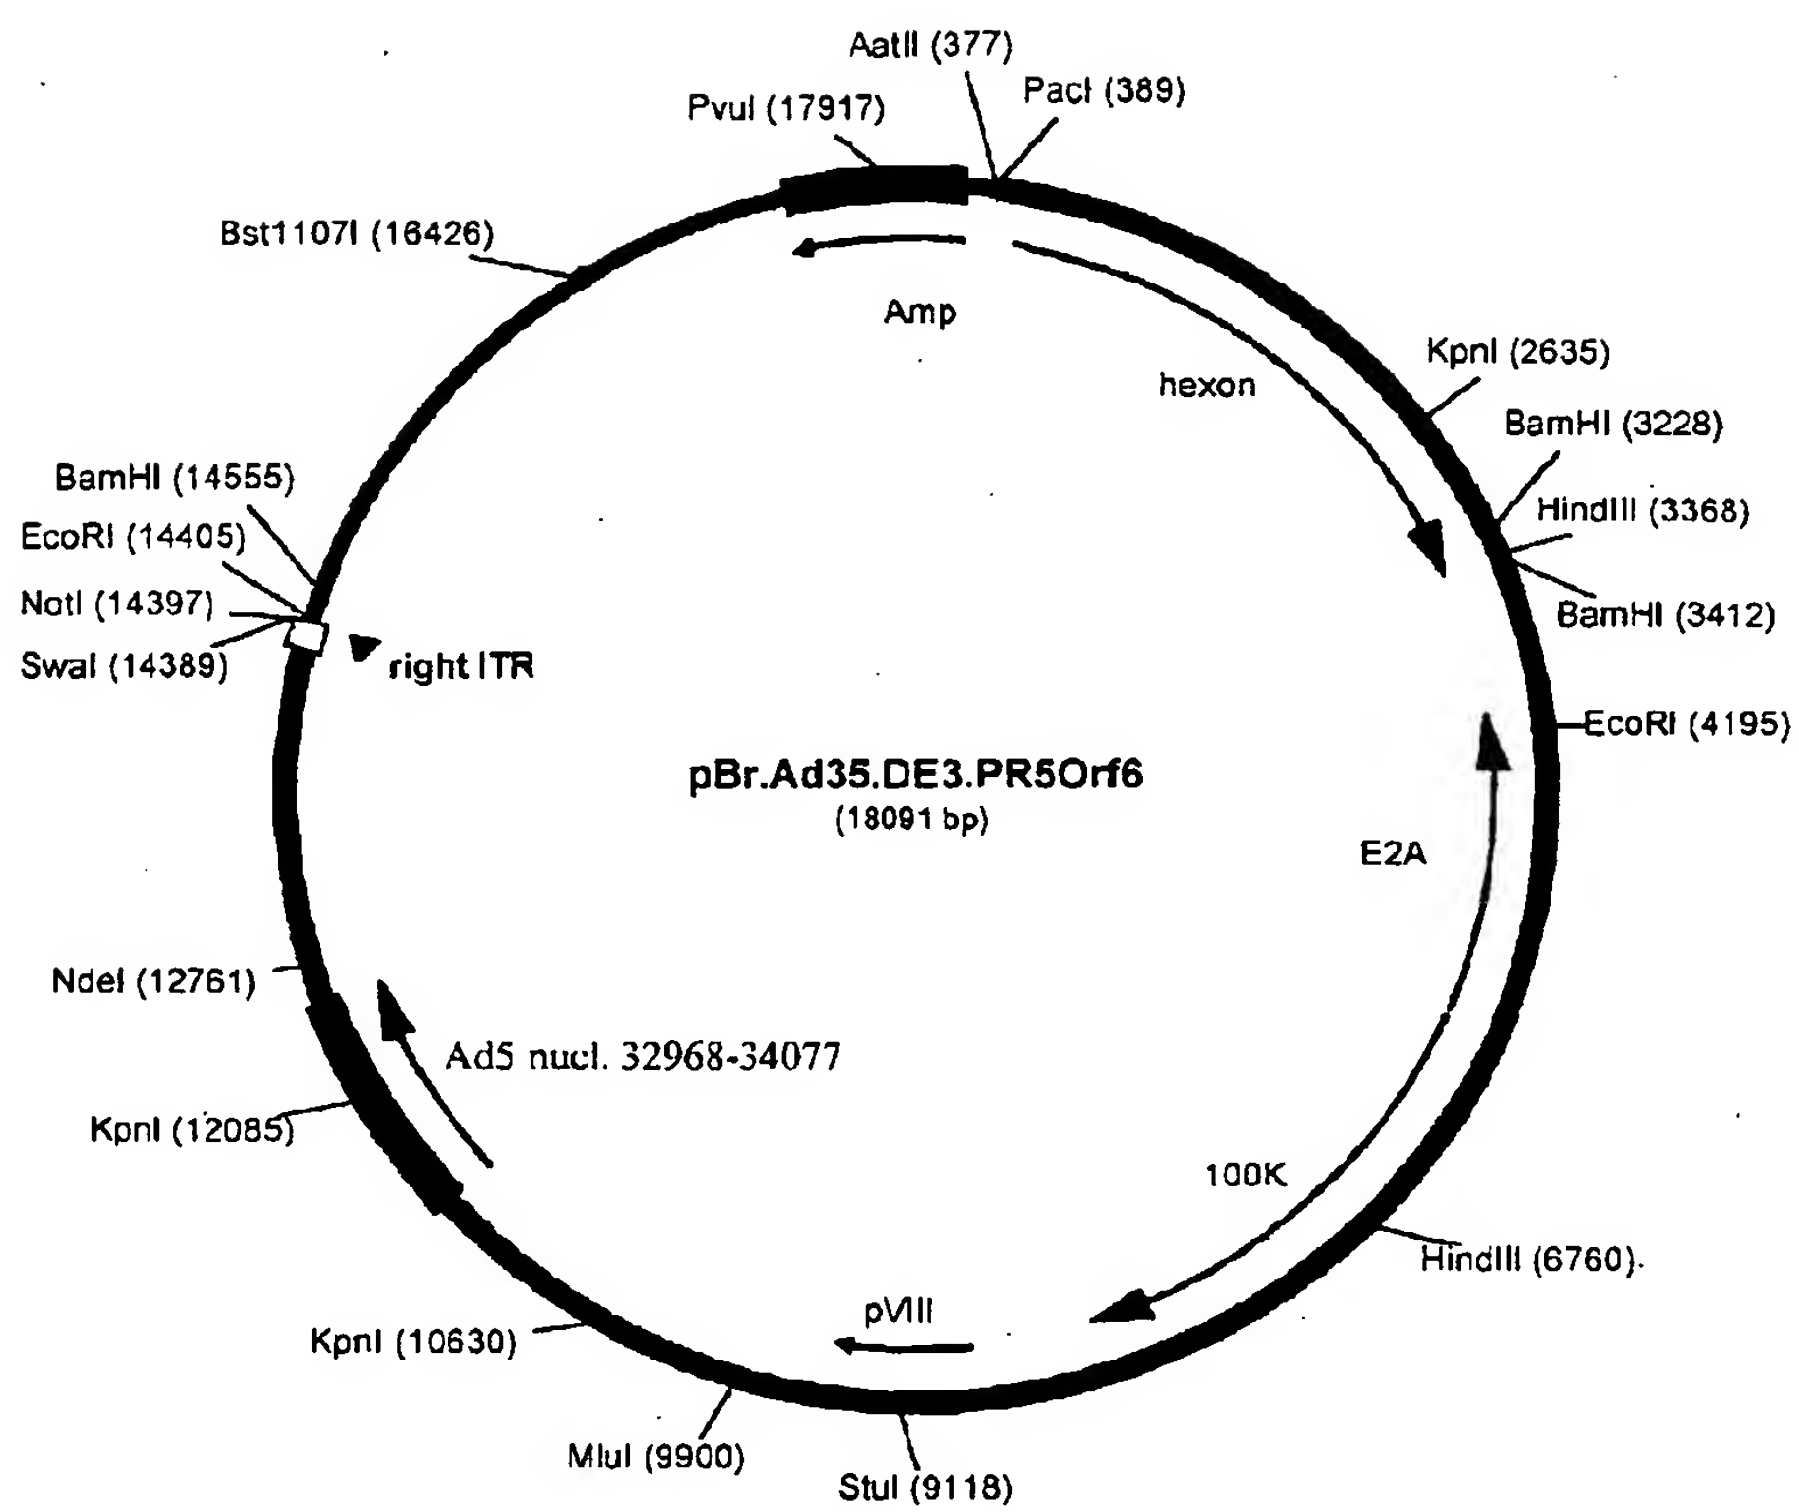 AatII (377)
PacI (389)
PvuI (17917)
Bst1107I (16426)
Amp
hexon
KpnI (2635)
BamHI (3228)
HindIII (3368)
BamHI (3412)
BamHI (14555)
EcoRI (14405)
NotI (14397)
SwaI (14389)
right ITR
EcoRI (4195)
pBr.Ad35.DE3.PR5Orf6
(18091 bp)
E2A
NdeI (12761)
Ad5 nucl. 32968-34077
KpnI (12085)
100K
HindIII (6760)
pVIII
KpnI (10630)
MluI (9900)
StuI (9118)